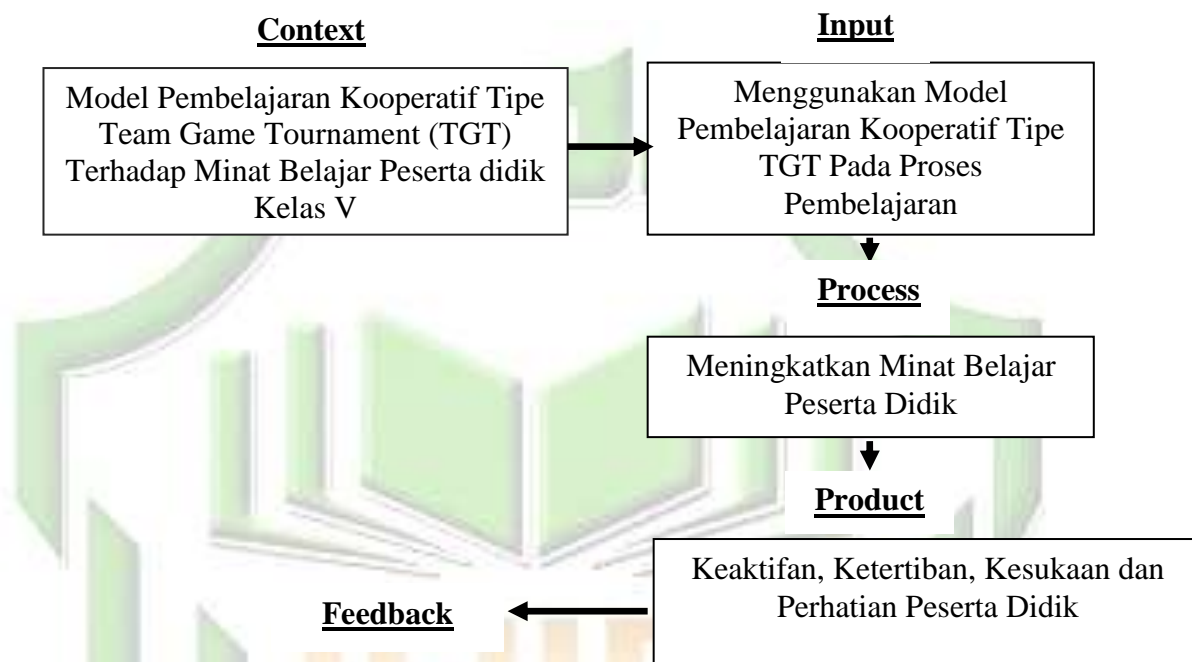 Context
Model Pembelajaran Kooperatif Tipe
Team Game Tournament (TGT)
Terhadap Minat Belajar Peserta didik
Kelas V
Input
Menggunakan Model
Pembelajaran Kooperatif Tipe
TGT Pada Proses
Pembelajaran
Process
Meningkatkan Minat Belajar
Peserta Didik
Product
Keaktifan, Ketertiban, Kesukaan dan
Perhatian Peserta Didik
Feedback